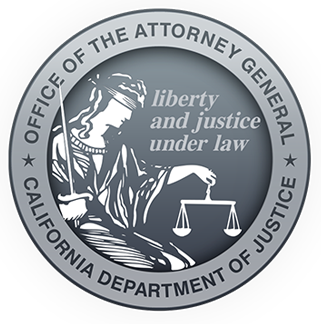 OFFICE OF THE ATTORNEY GENERAL
liberty
and justice
under law
CALIFORNIA DEPARTMENT OF JUSTICE